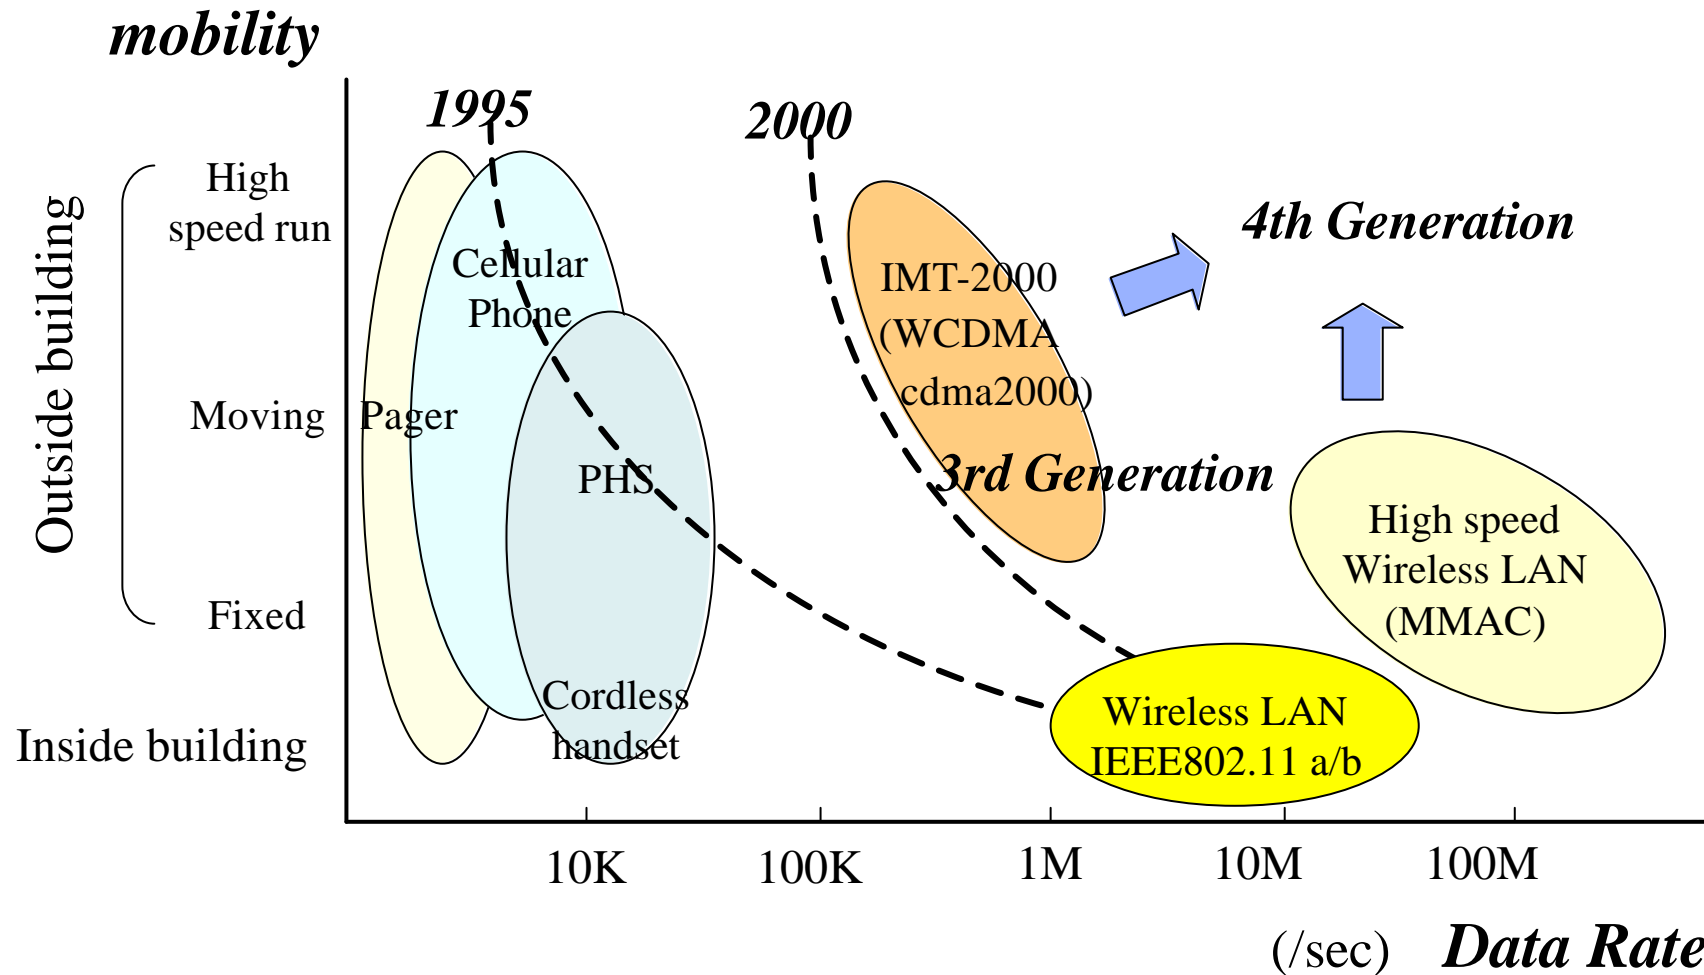 mobility
1995
2000
High
speed run
4th Generation
Outside building
Cellular
Phone
IMT-2000
(WCDMA
cdma2000)
Moving
Pager
PHS
3rd Generation
High speed
Wireless LAN
(MMAC)
Fixed
Cordless
handset
Wireless LAN
IEEE802.11 a/b
Inside building
10K
100K
1M
10M
100M
(/sec) Data Rate